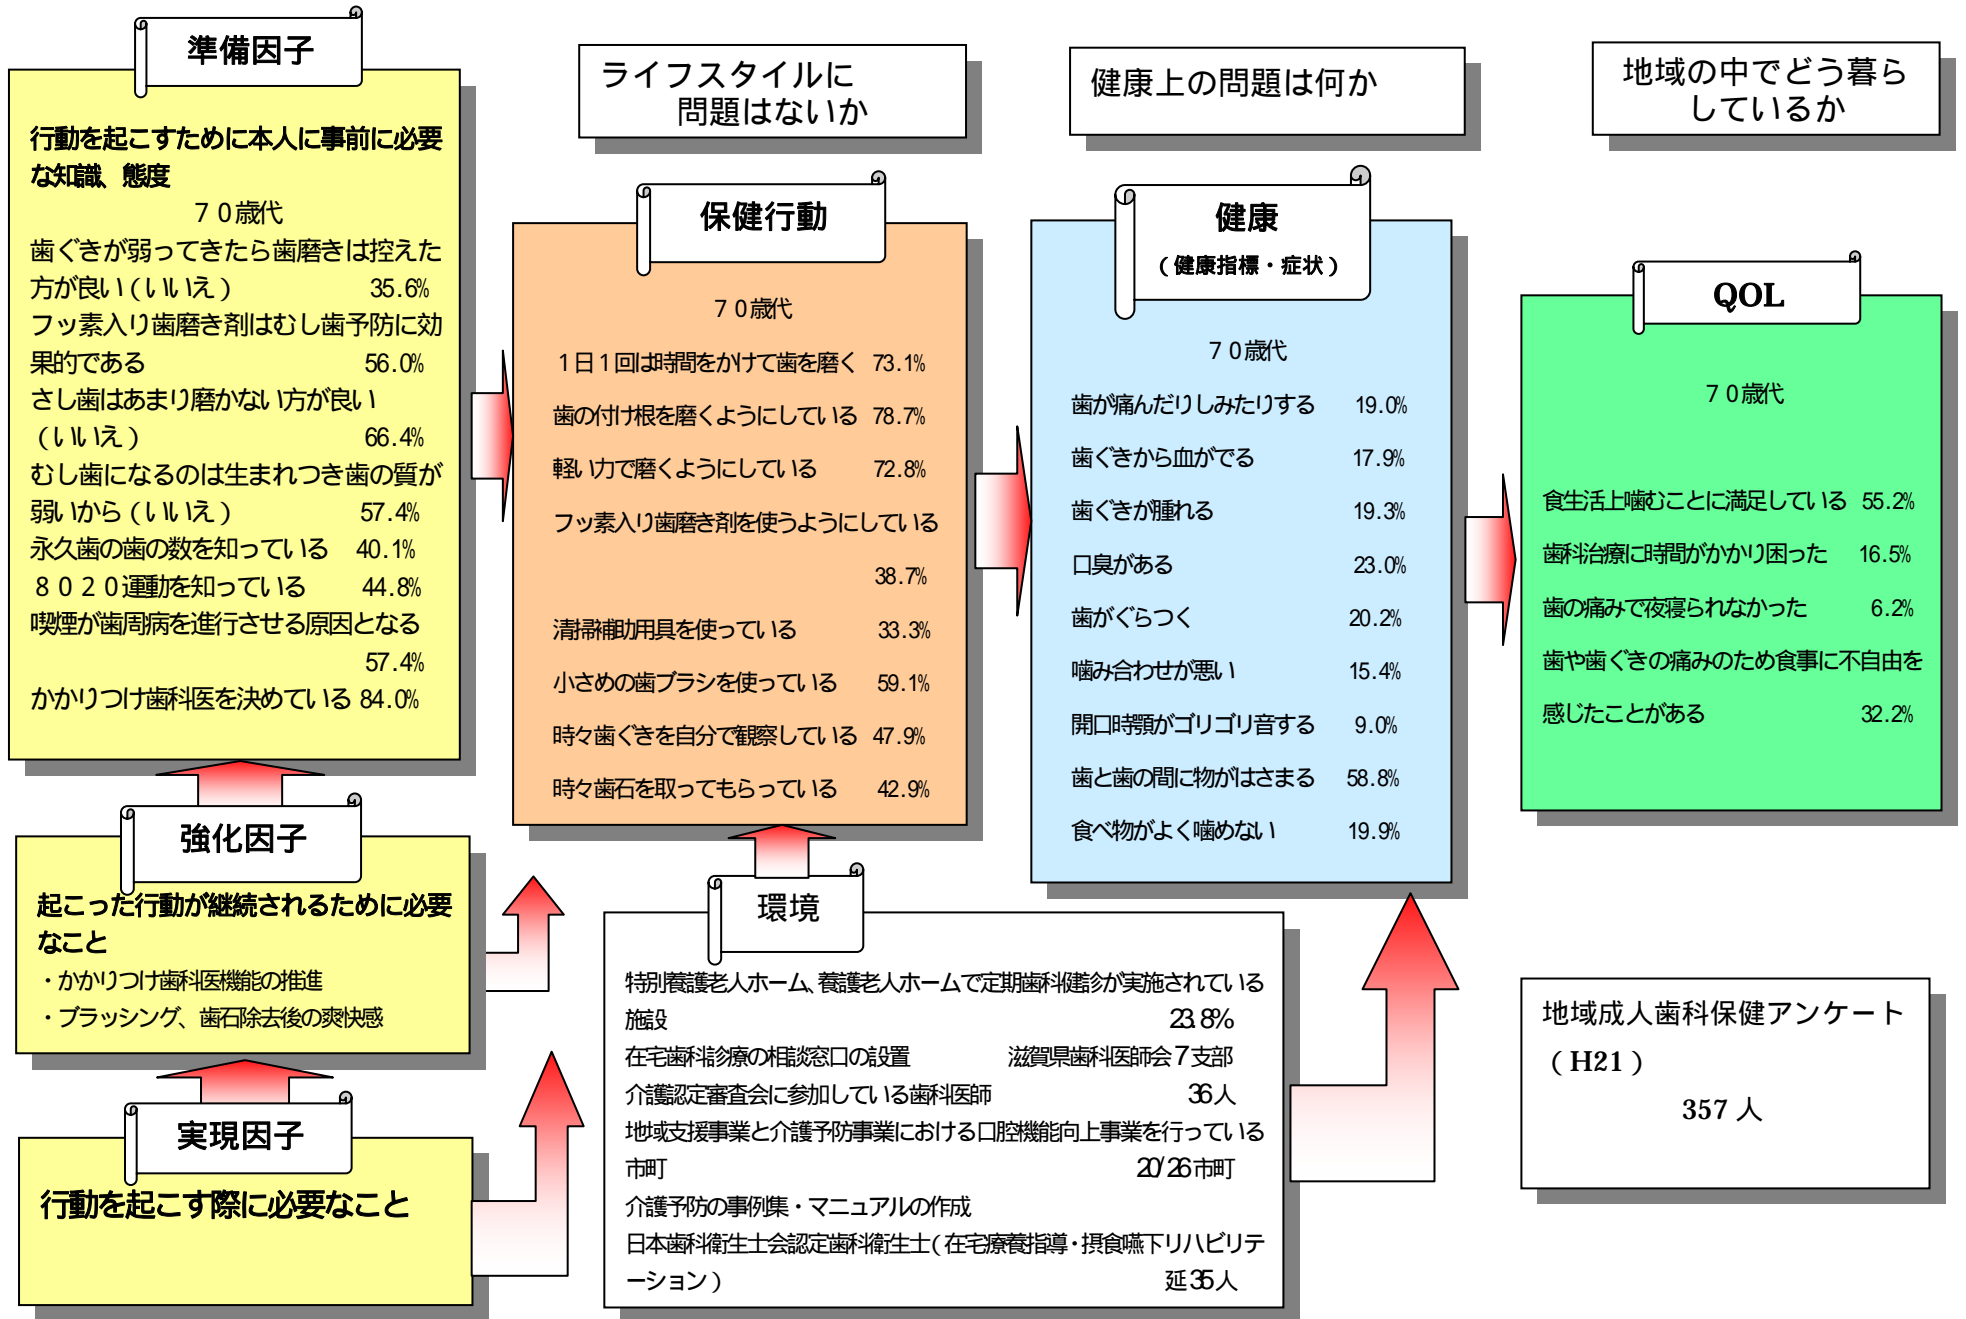 準備因子
行動を起こすために本人に事前に必要
な知識、態度
７０歳代
歯ぐきが弱ってきたら歯磨きは控えた
方が良い（いいえ） 35.6%
フッ素入り歯磨き剤はむし歯予防に効
果的である 56.0%
さし歯はあまり磨かない方が良い
（いいえ） 66.4%
むし歯になるのは生まれつき歯の質が
弱いから（いいえ） 57.4%
永久歯の歯の数を知っている 40.1%
８０２０運動を知っている 44.8%
喫煙が歯周病を進行させる原因となる
57.4%
かかりつけ歯科医を決めている 84.0%
強化因子
起こった行動が継続されるために必要
なこと
・かかりつけ歯科医機能の推進
・ブラッシング、歯石除去後の爽快感
実現因子
行動を起こす際に必要なこと
ライフスタイルに
問題はないか
保健行動
７０歳代
１日１回は時間をかけて歯を磨く 73.1%
歯の付け根を磨くようにしている 78.7%
軽い力で磨くようにしている 72.8%
フッ素入り歯磨き剤を使うようにしている
38.7%
清掃補助用具を使っている 33.3%
小さめの歯ブラシを使っている 59.1%
時々歯ぐきを自分で観察している 47.9%
時々歯石を取ってもらっている 42.9%
環境
特別養護老人ホーム、養護老人ホームで定期歯科健診が実施されている
施設 23.8%
在宅歯科診療の相談窓口の設置 滋賀県歯科医師会７支部
介護認定審査会に参加している歯科医師 36人
地域支援事業と介護予防事業における口腔機能向上事業を行っている
市町 20/26市町
介護予防の事例集・マニュアルの作成
日本歯科衛生士会認定歯科衛生士（在宅療養指導・摂食嚥下リハビリテ
ーション） 延35人
健康上の問題は何か
健康
（健康指標・症状）
７０歳代
歯が痛んだりしみたりする 19.0%
歯ぐきから血がでる 17.9%
歯ぐきが腫れる 19.3%
口臭がある 23.0%
歯がぐらつく 20.2%
噛み合わせが悪い 15.4%
開口時顎がゴリゴリ音する 9.0%
歯と歯の間に物がはさまる 58.8%
食べ物がよく噛めない 19.9%
地域の中でどう暮ら
しているか
QOL
７０歳代
食生活上噛むことに満足している 55.2%
歯科治療に時間がかかり困った 16.5%
歯の痛みで夜寝られなかった 6.2%
歯や歯ぐきの痛みのため食事に不自由を
感じたことがある 32.2%
地域成人歯科保健アンケート
（H21）
357 人